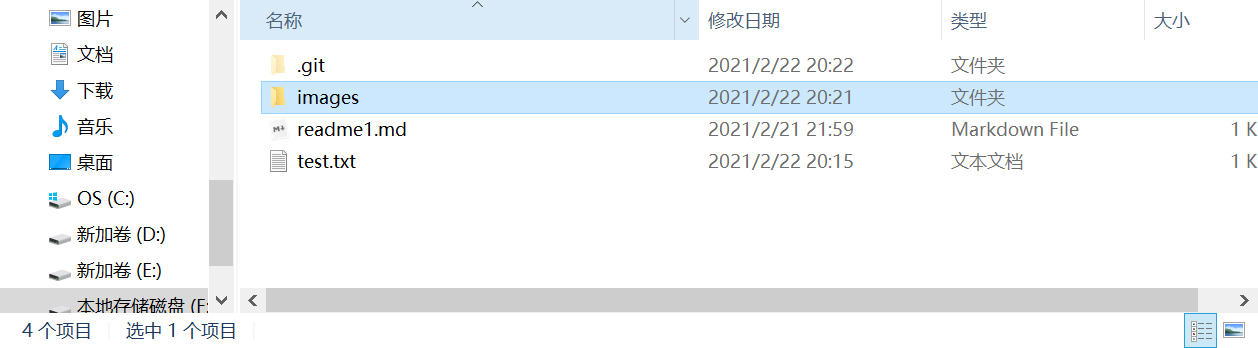 图片
文档
下载
音乐
桌面
OS (C:)
新加卷 (D:)
新加卷 (E:)
本地存储磁盘 (F:
名称 修改日期 类型 大小
.git 2021/2/22 20:22 文件夹
images 2021/2/22 20:21 文件夹
readme1.md 2021/2/21 21:59 Markdown File 1 K
test.txt 2021/2/22 20:15 文本文档 1 K
4 个项目 选中 1 个项目